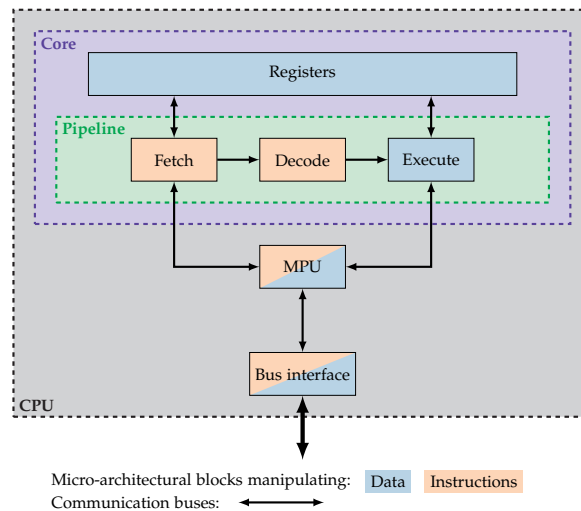 Core
Registers
Pipeline
Fetch
Decode
Execute
MPU
Bus interface
CPU
Micro-architectural blocks manipulating: Data Instructions
Communication buses: